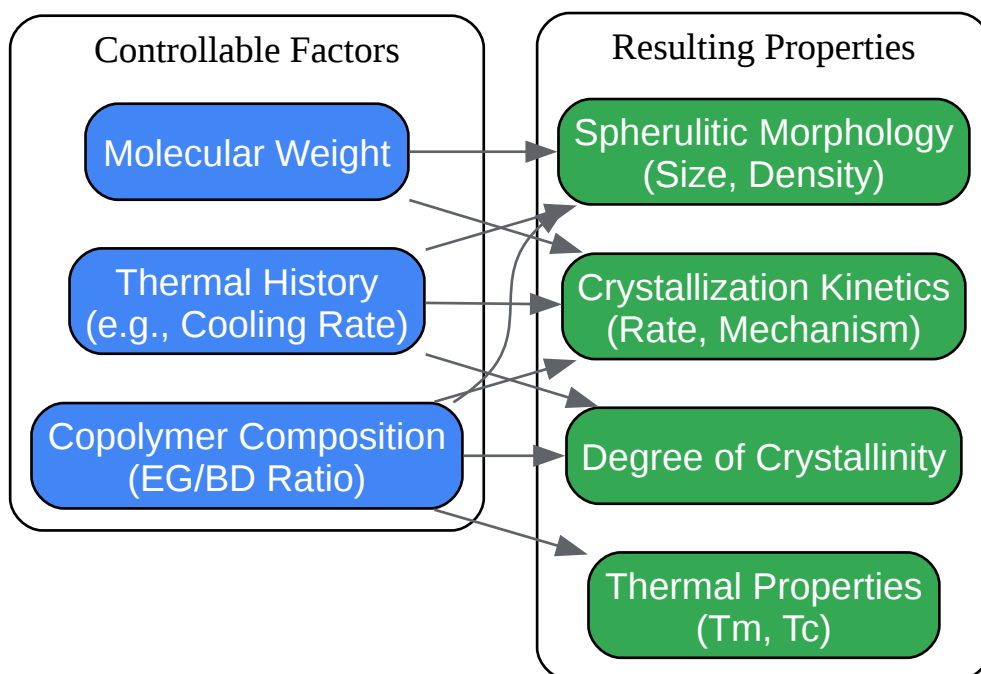 Controllable Factors
Molecular Weight
Thermal History
(e.g., Cooling Rate)
Copolymer Composition
(EG/BD Ratio)
Resulting Properties
Spherulitic Morphology
(Size, Density)
Crystallization Kinetics
(Rate, Mechanism)
Degree of Crystallinity
Thermal Properties
(Tm, Tc)